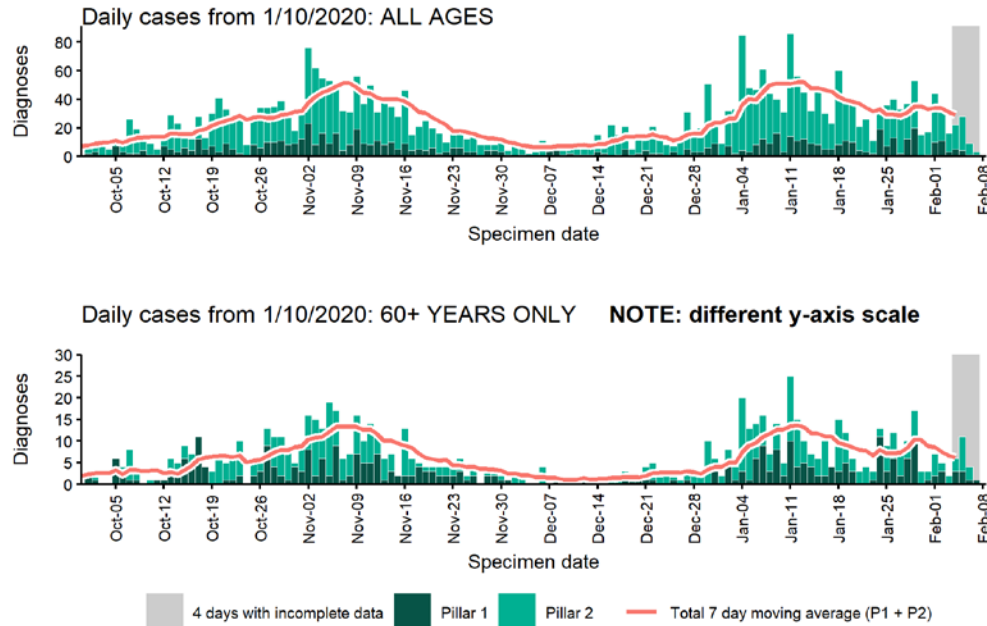 Daily cases from 1/10/2020: ALL AGES
Diagnoses
80
60
40
20
0
Oct-05
Oct-12
Oct-19
Oct-26
Nov-02
Nov-09
Nov-16
Nov-23
Nov-30
Dec-07
Dec-14
Dec-21
Dec-28
Jan-04
Jan-11
Jan-18
Jan-25
Feb-01
Feb-08
Specimen date
Daily cases from 1/10/2020: 60+ YEARS ONLY NOTE: different y-axis scale
Diagnoses
30
25
20
15
10
5
0
Oct-05
Oct-12
Oct-19
Oct-26
Nov-02
Nov-09
Nov-16
Nov-23
Nov-30
Dec-07
Dec-14
Dec-21
Dec-28
Jan-04
Jan-11
Jan-18
Jan-25
Feb-01
Feb-08
Specimen date
4 days with incomplete data Pillar 1 Pillar 2 Total 7 day moving average (P1 + P2)